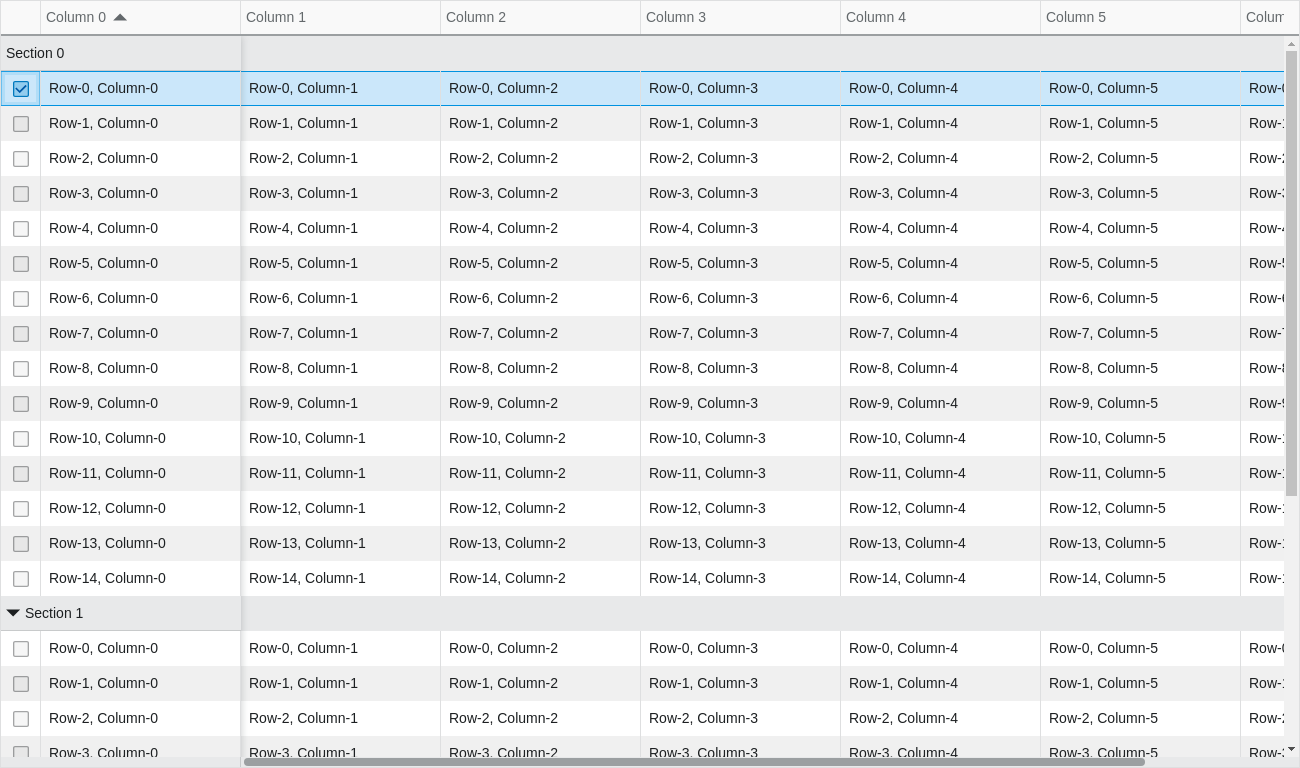 Column 0 Column 1 Column 2 Column 3 Column 4 Column 5 Colum
Section 0
Row-0, Column-0 Row-0, Column-1 Row-0, Column-2 Row-0, Column-3 Row-0, Column-4 Row-0, Column-5 Row-0
Row-1, Column-0 Row-1, Column-1 Row-1, Column-2 Row-1, Column-3 Row-1, Column-4 Row-1, Column-5 Row-1
Row-2, Column-0 Row-2, Column-1 Row-2, Column-2 Row-2, Column-3 Row-2, Column-4 Row-2, Column-5 Row-2
Row-3, Column-0 Row-3, Column-1 Row-3, Column-2 Row-3, Column-3 Row-3, Column-4 Row-3, Column-5 Row-3
Row-4, Column-0 Row-4, Column-1 Row-4, Column-2 Row-4, Column-3 Row-4, Column-4 Row-4, Column-5 Row-4
Row-5, Column-0 Row-5, Column-1 Row-5, Column-2 Row-5, Column-3 Row-5, Column-4 Row-5, Column-5 Row-5
Row-6, Column-0 Row-6, Column-1 Row-6, Column-2 Row-6, Column-3 Row-6, Column-4 Row-6, Column-5 Row-6
Row-7, Column-0 Row-7, Column-1 Row-7, Column-2 Row-7, Column-3 Row-7, Column-4 Row-7, Column-5 Row-7
Row-8, Column-0 Row-8, Column-1 Row-8, Column-2 Row-8, Column-3 Row-8, Column-4 Row-8, Column-5 Row-8
Row-9, Column-0 Row-9, Column-1 Row-9, Column-2 Row-9, Column-3 Row-9, Column-4 Row-9, Column-5 Row-9
Row-10, Column-0 Row-10, Column-1 Row-10, Column-2 Row-10, Column-3 Row-10, Column-4 Row-10, Column-5 Row-1
Row-11, Column-0 Row-11, Column-1 Row-11, Column-2 Row-11, Column-3 Row-11, Column-4 Row-11, Column-5 Row-1
Row-12, Column-0 Row-12, Column-1 Row-12, Column-2 Row-12, Column-3 Row-12, Column-4 Row-12, Column-5 Row-1
Row-13, Column-0 Row-13, Column-1 Row-13, Column-2 Row-13, Column-3 Row-13, Column-4 Row-13, Column-5 Row-1
Row-14, Column-0 Row-14, Column-1 Row-14, Column-2 Row-14, Column-3 Row-14, Column-4 Row-14, Column-5 Row-1
Section 1
Row-0, Column-0 Row-0, Column-1 Row-0, Column-2 Row-0, Column-3 Row-0, Column-4 Row-0, Column-5 Row-0
Row-1, Column-0 Row-1, Column-1 Row-1, Column-2 Row-1, Column-3 Row-1, Column-4 Row-1, Column-5 Row-1
Row-2, Column-0 Row-2, Column-1 Row-2, Column-2 Row-2, Column-3 Row-2, Column-4 Row-2, Column-5 Row-2
Row-3, Column-0 Row-3, Column-1 Row-3, Column-2 Row-3, Column-3 Row-3, Column-4 Row-3, Column-5 Row-3